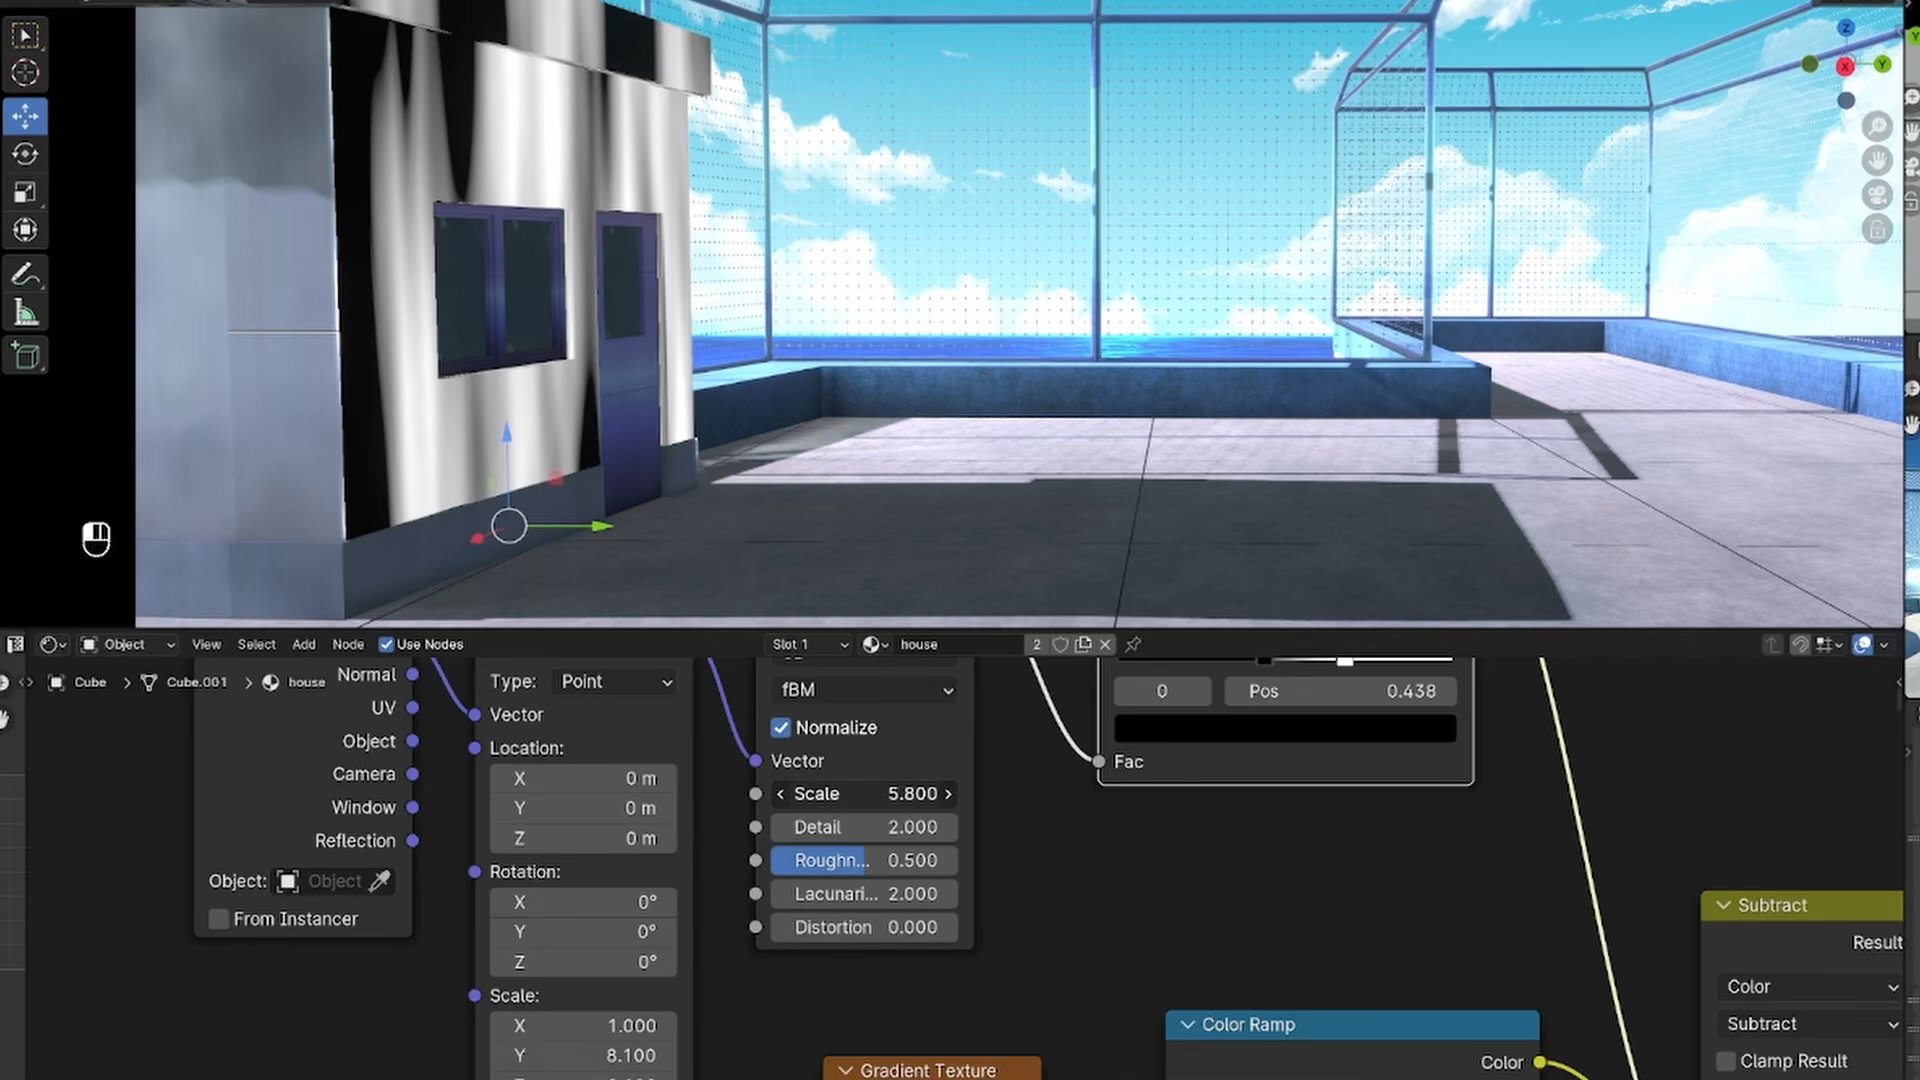 Z
X
Y
Y
Object
View
Select
Add
Node
Use Nodes
Slot 1
house
2
Cube
Cube.001
house
Normal
UV
Object
Camera
Window
Reflection
Object:
Object
From Instancer
Type:
Point
Vector
Location:
X 0 m
Y 0 m
Z 0 m
Rotation:
X 0°
Y 0°
Z 0°
Scale:
X 1.000
Y 8.100
fBM
Normalize
Vector
Scale 5.800
Detail 2.000
Roughn... 0.500
Lacunari... 2.000
Distortion 0.000
Gradient Texture
0
Pos 0.438
Fac
Color Ramp
Color
Subtract
Result
Color
Subtract
Clamp Result